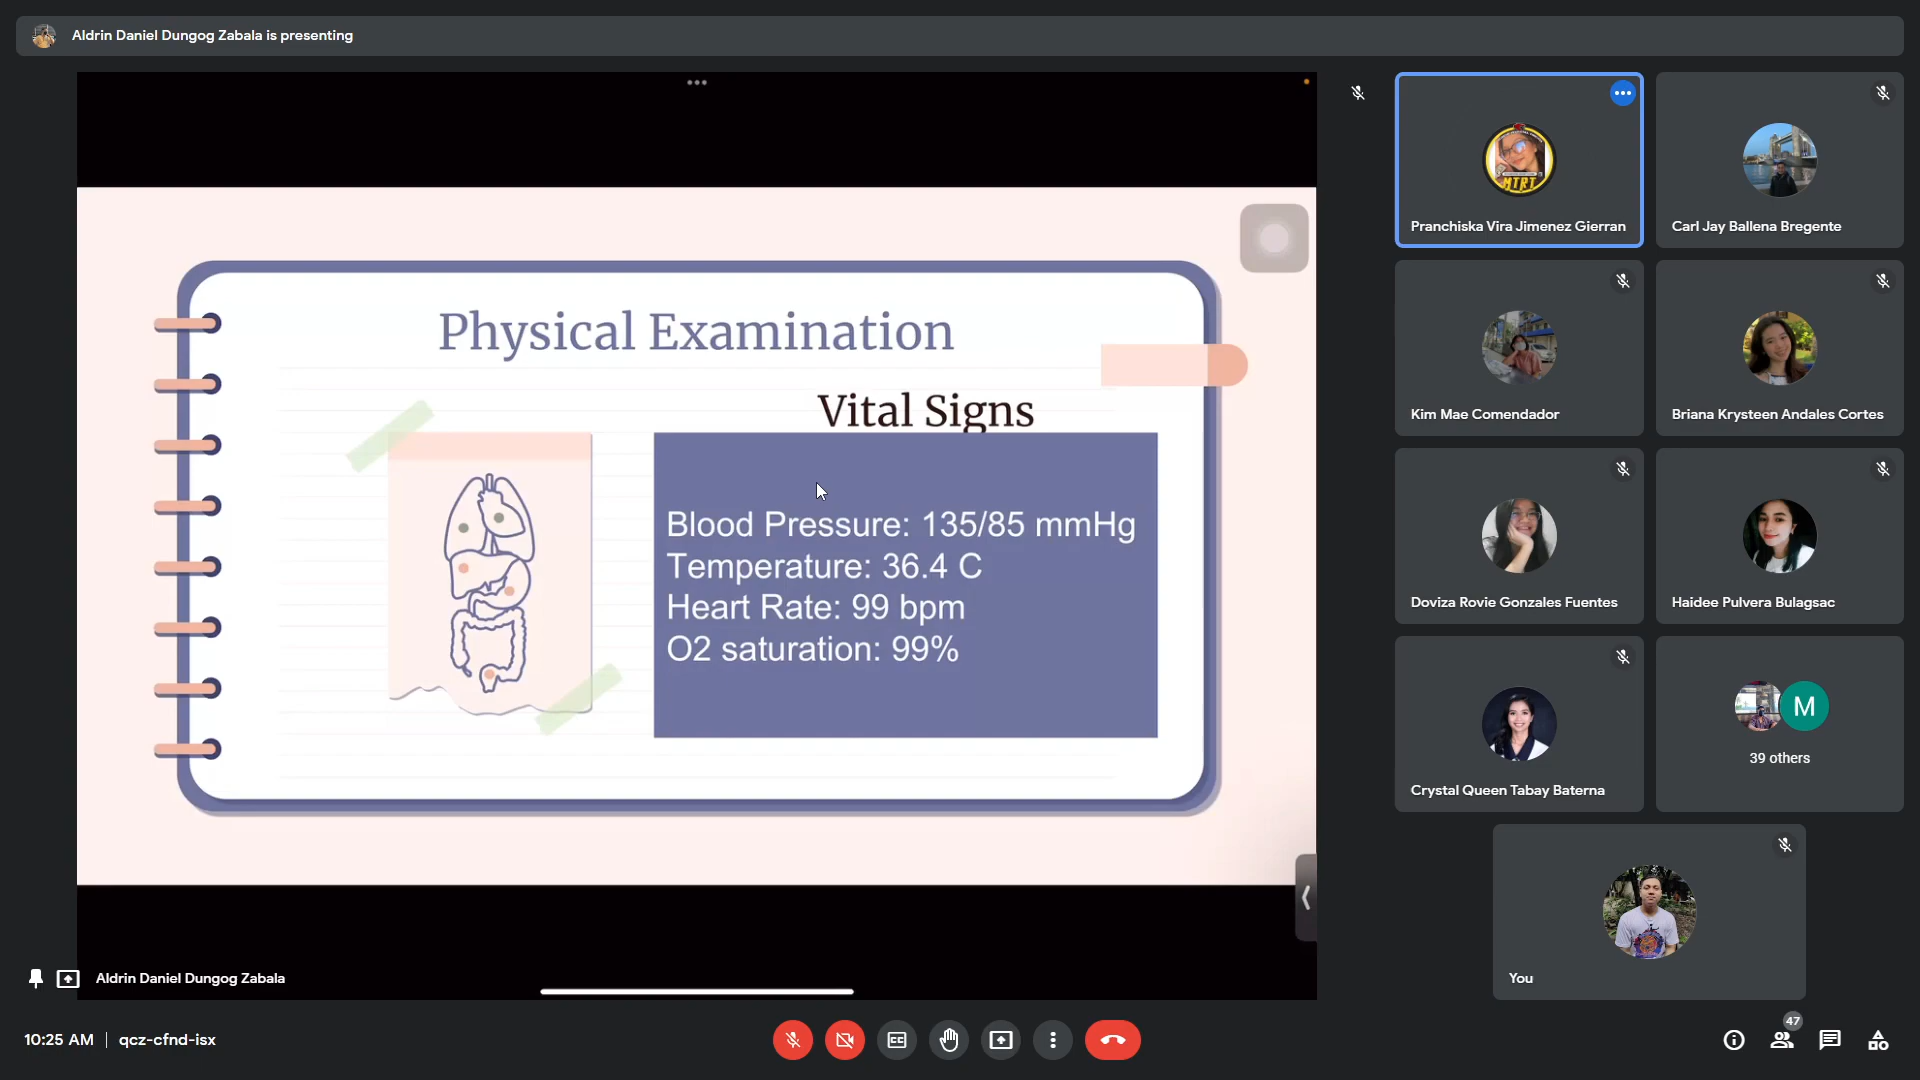 Aldrin Daniel Dungog Zabala is presenting
Physical Examination
Vital Signs
Blood Pressure: 135/85 mmHg
Temperature: 36.4 C
Heart Rate: 99 bpm
O2 saturation: 99%
MTRT
Pranchiska Vira Jimenez Gierran
Carl Jay Ballena Bregente
Kim Mae Comendador
Briana Krysteen Andales Cortes
Doviza Rovie Gonzales Fuentes
Haidee Pulvera Bulagsac
Crystal Queen Tabay Baterna
M
39 others
You
Aldrin Daniel Dungog Zabala
10:25 AM | qcz-cfnd-isx
CC
47